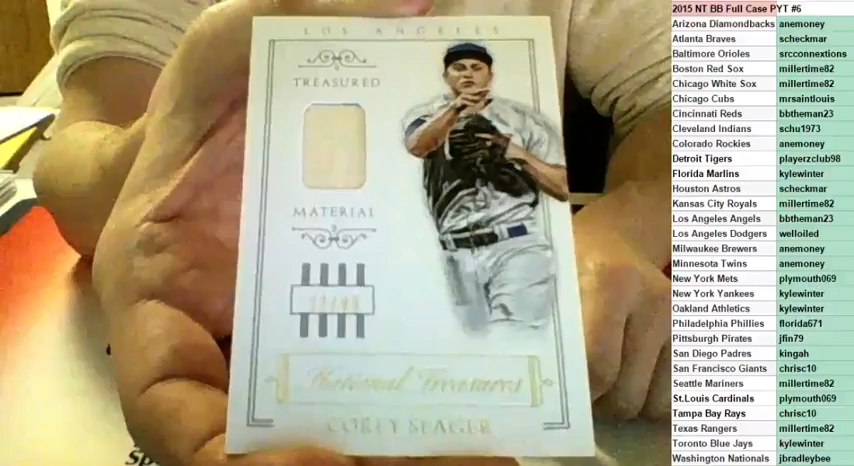 LOS ANGELES
TREASURED
MATERIAL
National Treasures
COREY SEAGER
2015 NT BB Full Case PYT #6
Arizona Diamondbacks anemoney
Atlanta Braves scheckmar
Baltimore Orioles srcconnextions
Boston Red Sox millertime82
Chicago White Sox millertime82
Chicago Cubs mrsaintlouis
Cincinnati Reds bbtheman23
Cleveland Indians schu1973
Colorado Rockies anemoney
Detroit Tigers playerzclub98
Florida Marlins kylewinter
Houston Astros scheckmar
Kansas City Royals millertime82
Los Angeles Angels bbtheman23
Los Angeles Dodgers welloiled
Milwaukee Brewers anemoney
Minnesota Twins anemoney
New York Mets plymouth069
New York Yankees kylewinter
Oakland Athletics kylewinter
Philadelphia Phillies florida671
Pittsburgh Pirates jfin79
San Diego Padres kingah
San Francisco Giants chrisc10
Seattle Mariners millertime82
St.Louis Cardinals plymouth069
Tampa Bay Rays chrisc10
Texas Rangers millertime82
Toronto Blue Jays kylewinter
Washington Nationals jbradleybee